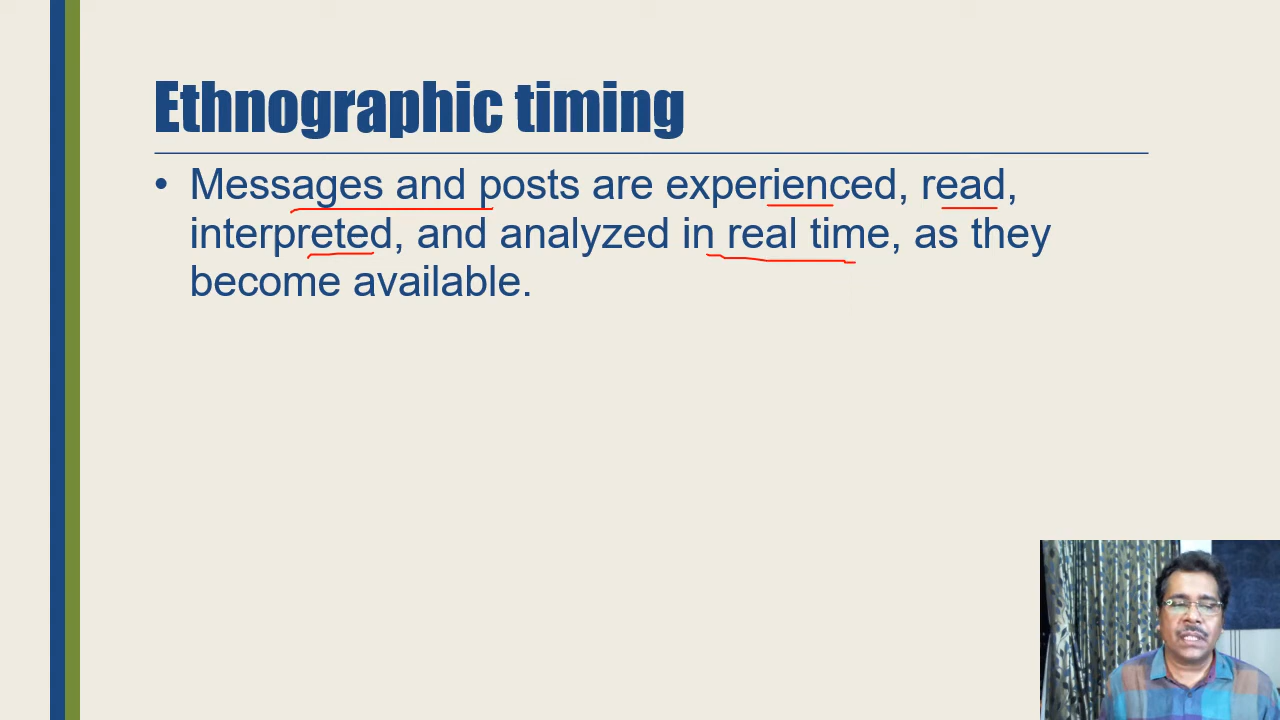 Ethnographic timing
• Messages and posts are experienced, read,
interpreted, and analyzed in real time, as they
become available.